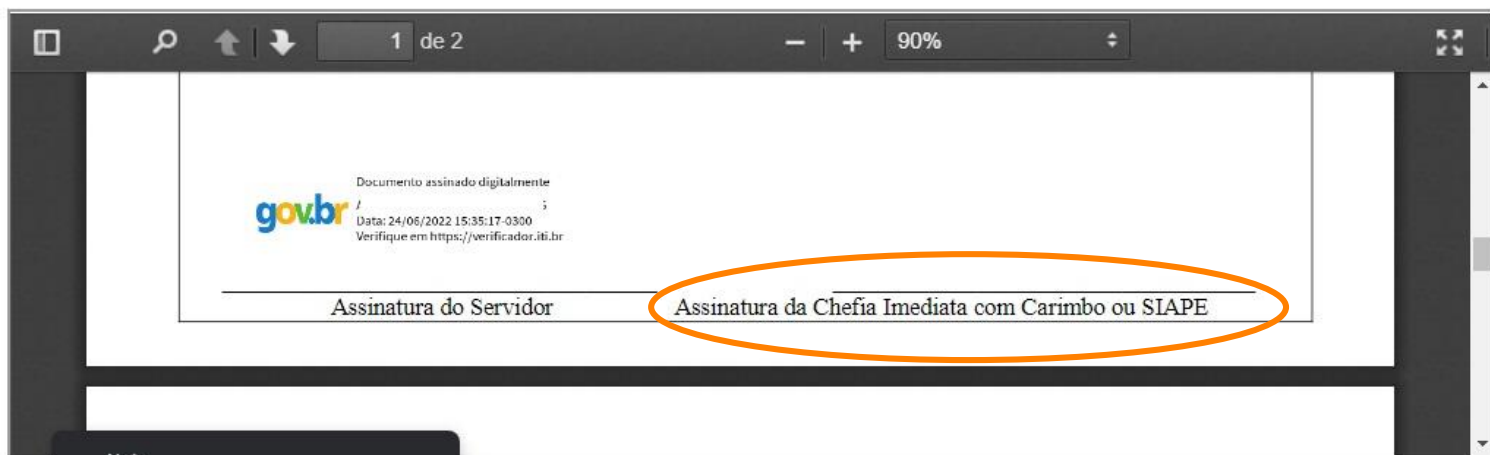 1 de 2
90%
Documento assinado digitalmente
gov.br
Data: 24/06/2022 15:35:17-0300
Verifique em https://verificador.iti.br
Assinatura do Servidor
Assinatura da Chefia Imediata com Carimbo ou SIAPE